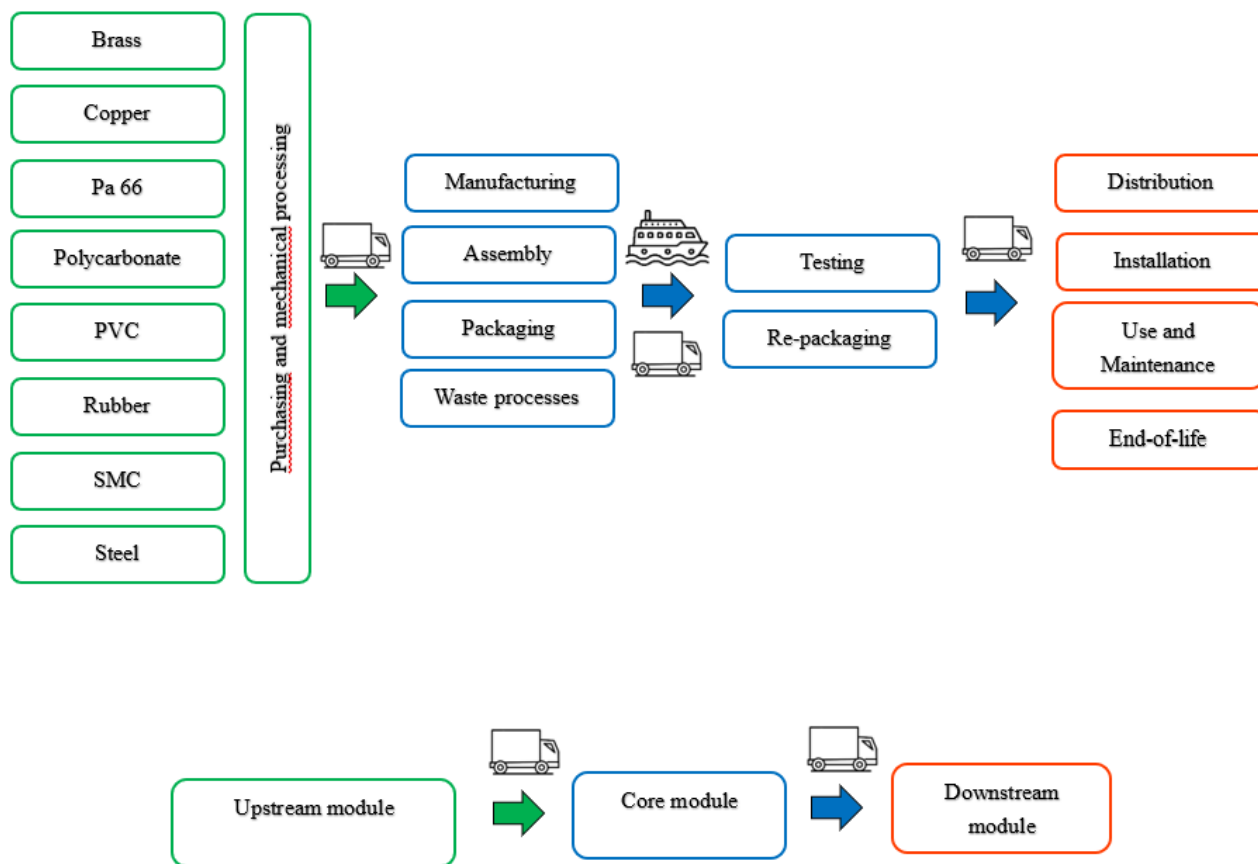 Brass
Copper
Pa 66
Polycarbonate
PVC
Rubber
SMC
Steel
Purchasing and mechanical processing
Manufacturing
Assembly
Packaging
Waste processes
Testing
Re-packaging
Distribution
Installation
Use and
Maintenance
End-of-life
Upstream module
Core module
Downstream
module